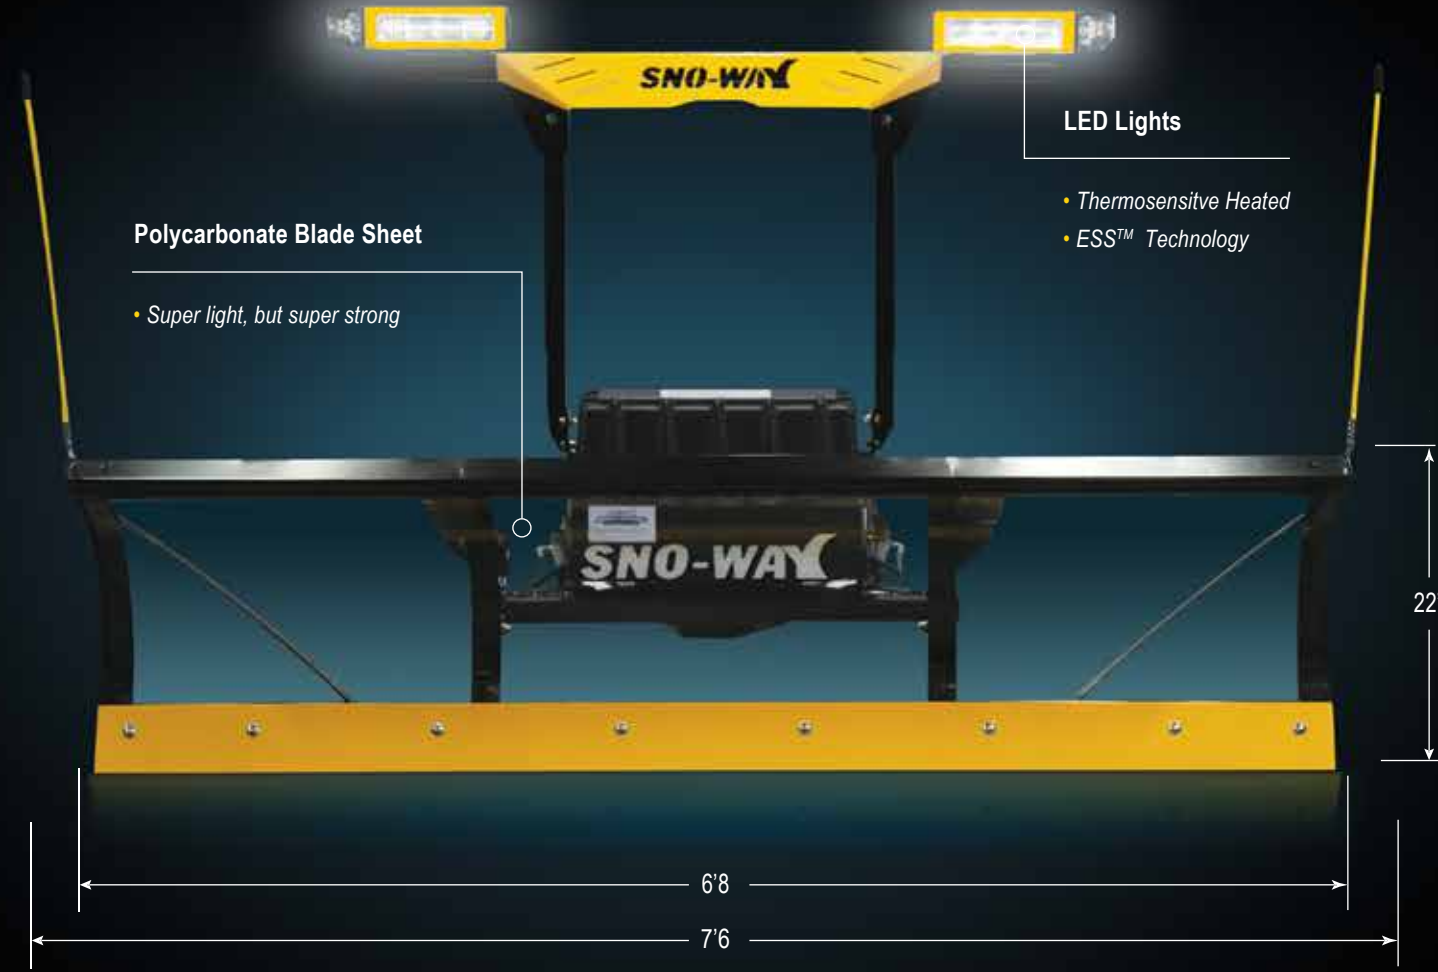 SNO-WAY
LED Lights
• Thermosensitve Heated
• ESS™ Technology
Polycarbonate Blade Sheet
• Super light, but super strong
SNO-WAY
22"
6'8
7'6